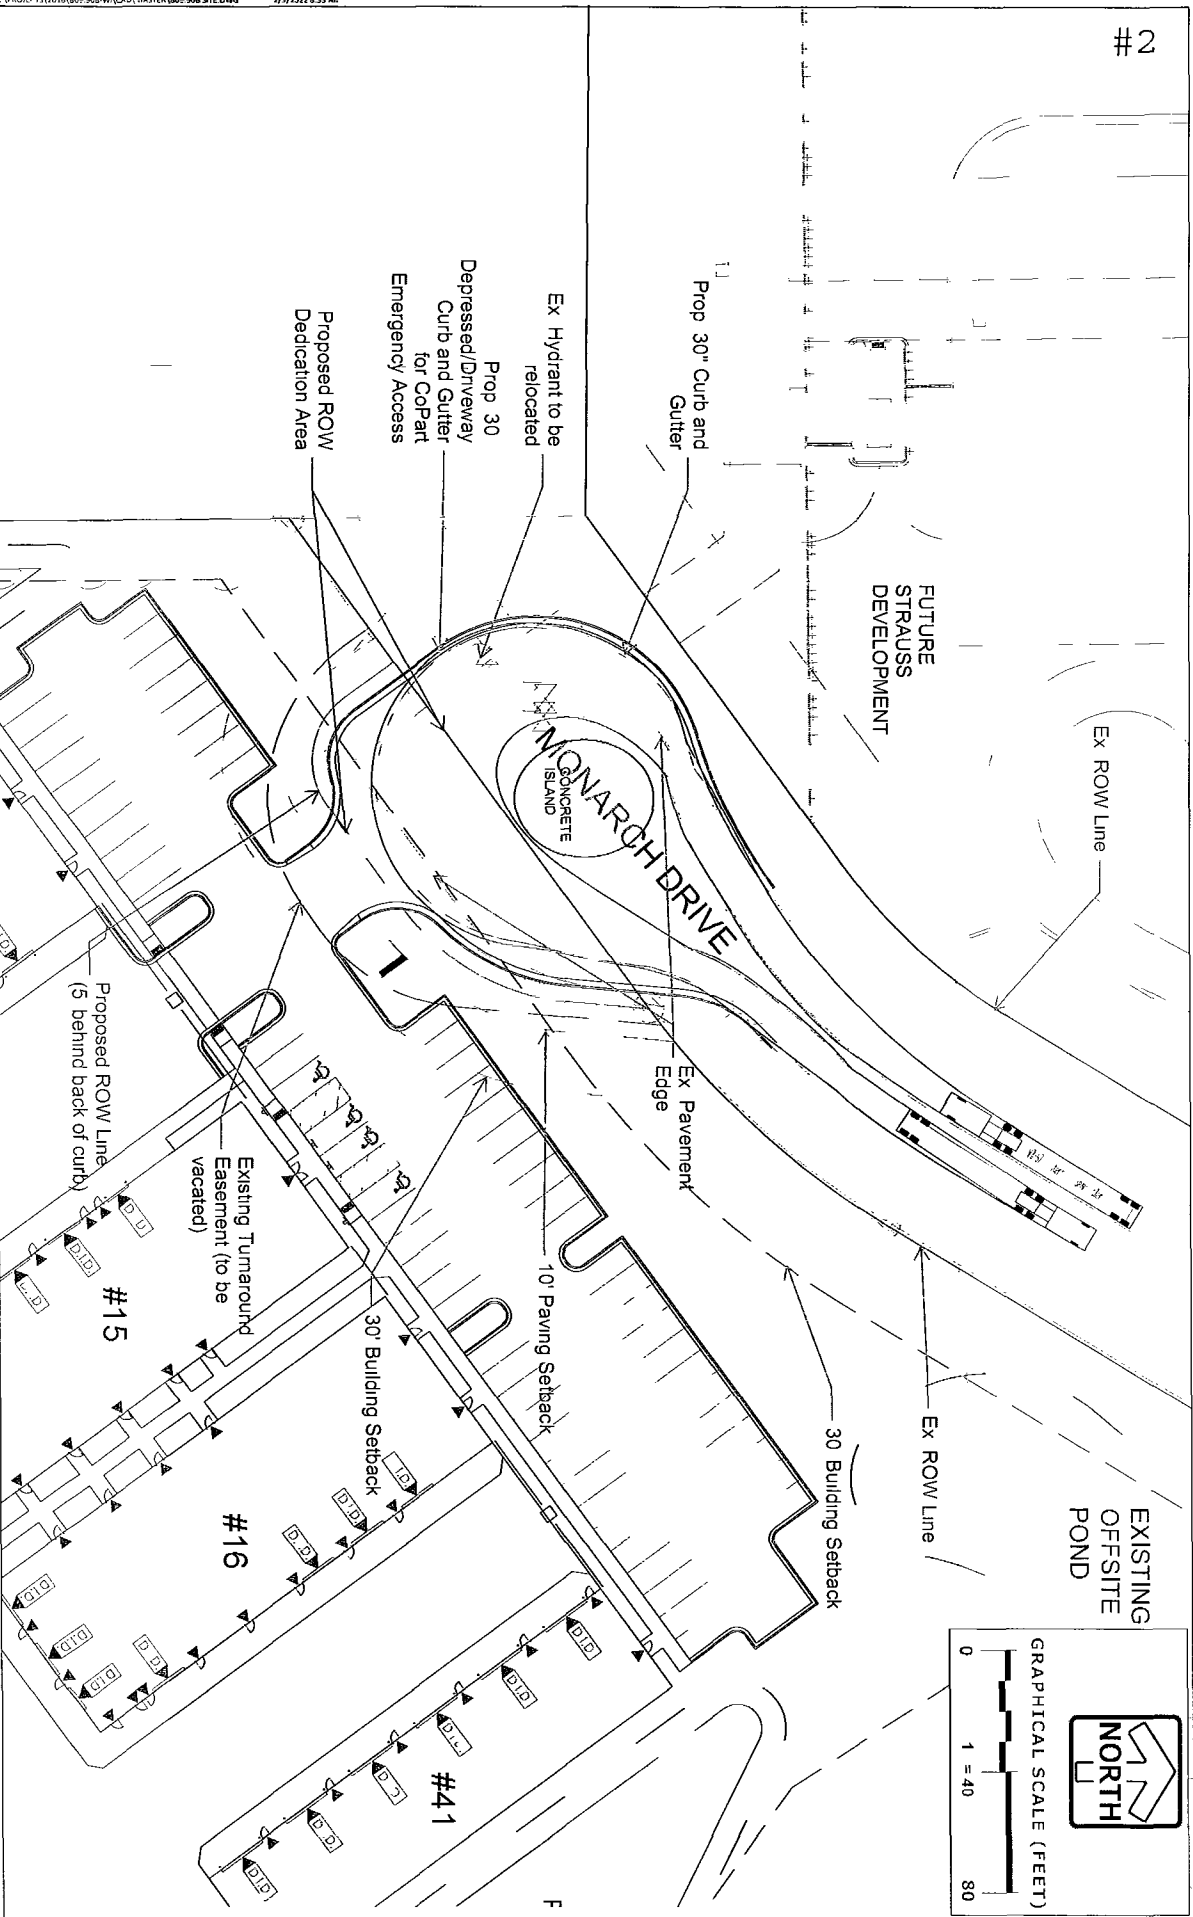 #2
FUTURE
STRAUSS
DEVELOPMENT
Ex ROW Line
Prop 30" Curb and
Gutter
Ex Hydrant to be
relocated
Prop 30
Depressed/Driveway
Curb and Gutter
for CoPart
Emergency Access
Proposed ROW
Dedication Area
MONARCH DRIVE
CONCRETE
ISLAND
1
Ex Pavement
Edge
10' Paving Setback
30' Building Setback
30 Building Setback
Ex ROW Line
EXISTING
OFFSITE
POND
Existing Turnaround
Easement (to be
vacated)
Proposed ROW Line
(5 behind back of curb)
#15
#16
#41
D.I.D.
D.I.D.
NORTH
GRAPHICAL SCALE (FEET)
0 1 =40 80